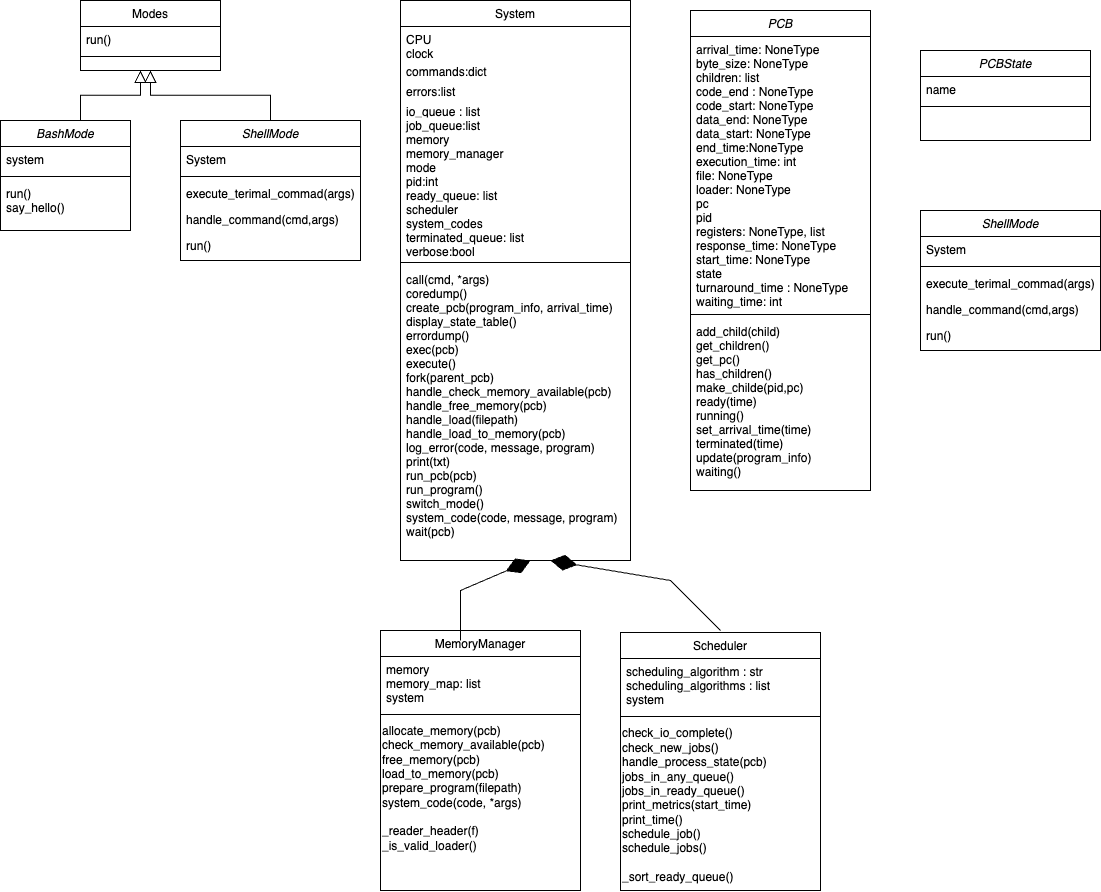 Modes
run()
BashMode
system
run()
say_hello()
ShellMode
System
execute_terimal_commad(args)
handle_command(cmd,args)
run()
System
CPU
clock
commands:dict
errors:list
io_queue : list
job_queue:list
memory
memory_manager
mode
pid:int
ready_queue: list
scheduler
system_codes
terminated_queue: list
verbose:bool
call(cmd, *args)
coredump()
create_pcb(program_info, arrival_time)
display_state_table()
errordump()
exec(pcb)
execute()
fork(parent_pcb)
handle_check_memory_available(pcb)
handle_free_memory(pcb)
handle_load(filepath)
handle_load_to_memory(pcb)
log_error(code, message, program)
print(txt)
run_pcb(pcb)
run_program()
switch_mode()
system_code(code, message, program)
wait(pcb)
PCB
arrival_time: NoneType
byte_size: NoneType
children: list
code_end : NoneType
code_start: NoneType
data_end: NoneType
data_start: NoneType
end_time:NoneType
execution_time: int
file: NoneType
loader: NoneType
pc
pid
registers: NoneType, list
response_time: NoneType
start_time: NoneType
state
turnaround_time : NoneType
waiting_time: int
add_child(child)
get_children()
get_pc()
has_children()
make_childe(pid,pc)
ready(time)
running()
set_arrival_time(time)
terminated(time)
update(program_info)
waiting()
PCBState
name
ShellMode
System
execute_terimal_commad(args)
handle_command(cmd,args)
run()
MemoryManager
memory
memory_map: list
system
allocate_memory(pcb)
check_memory_available(pcb)
free_memory(pcb)
load_to_memory(pcb)
prepare_program(filepath)
system_code(code, *args)
_reader_header(f)
_is_valid_loader()
Scheduler
scheduling_algorithm : str
scheduling_algorithms : list
system
check_io_complete()
check_new_jobs()
handle_process_state(pcb)
jobs_in_any_queue()
jobs_in_ready_queue()
print_metrics(start_time)
print_time()
schedule_job()
schedule_jobs()
_sort_ready_queue()